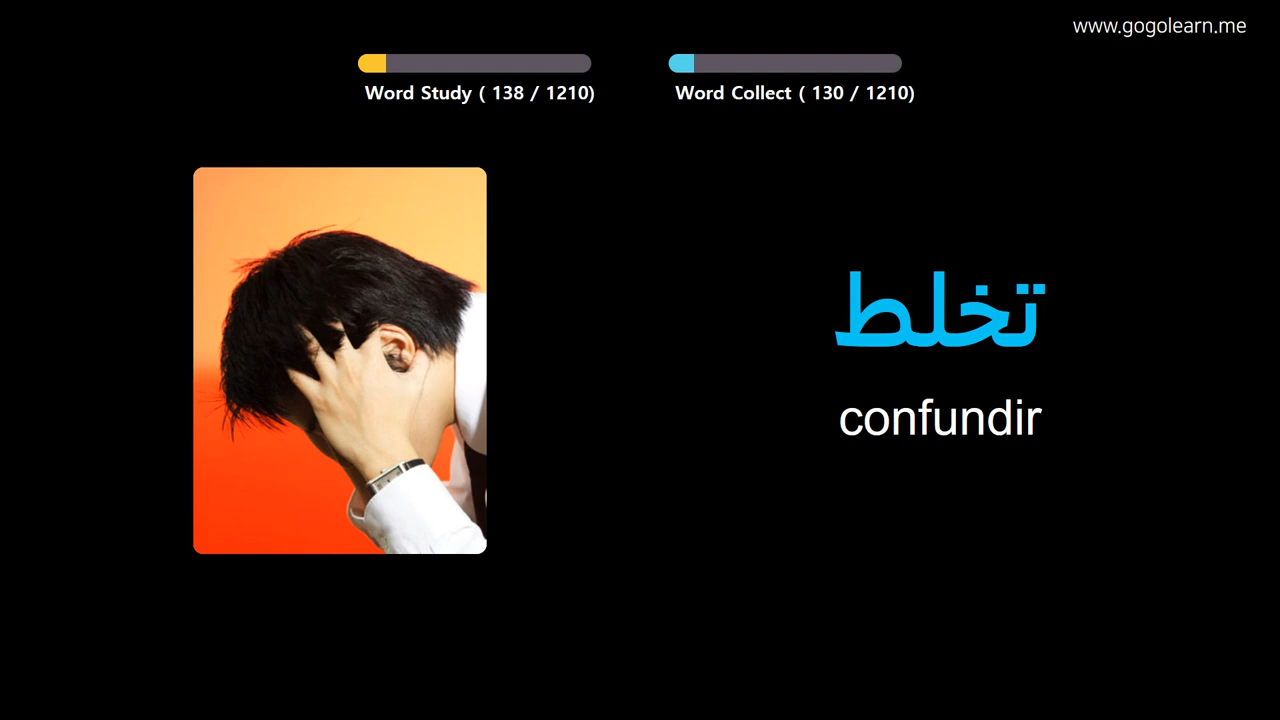 www.gogolearn.me
Word Study ( 138 / 1210)
Word Collect ( 130 / 1210)
تخلط
confundir